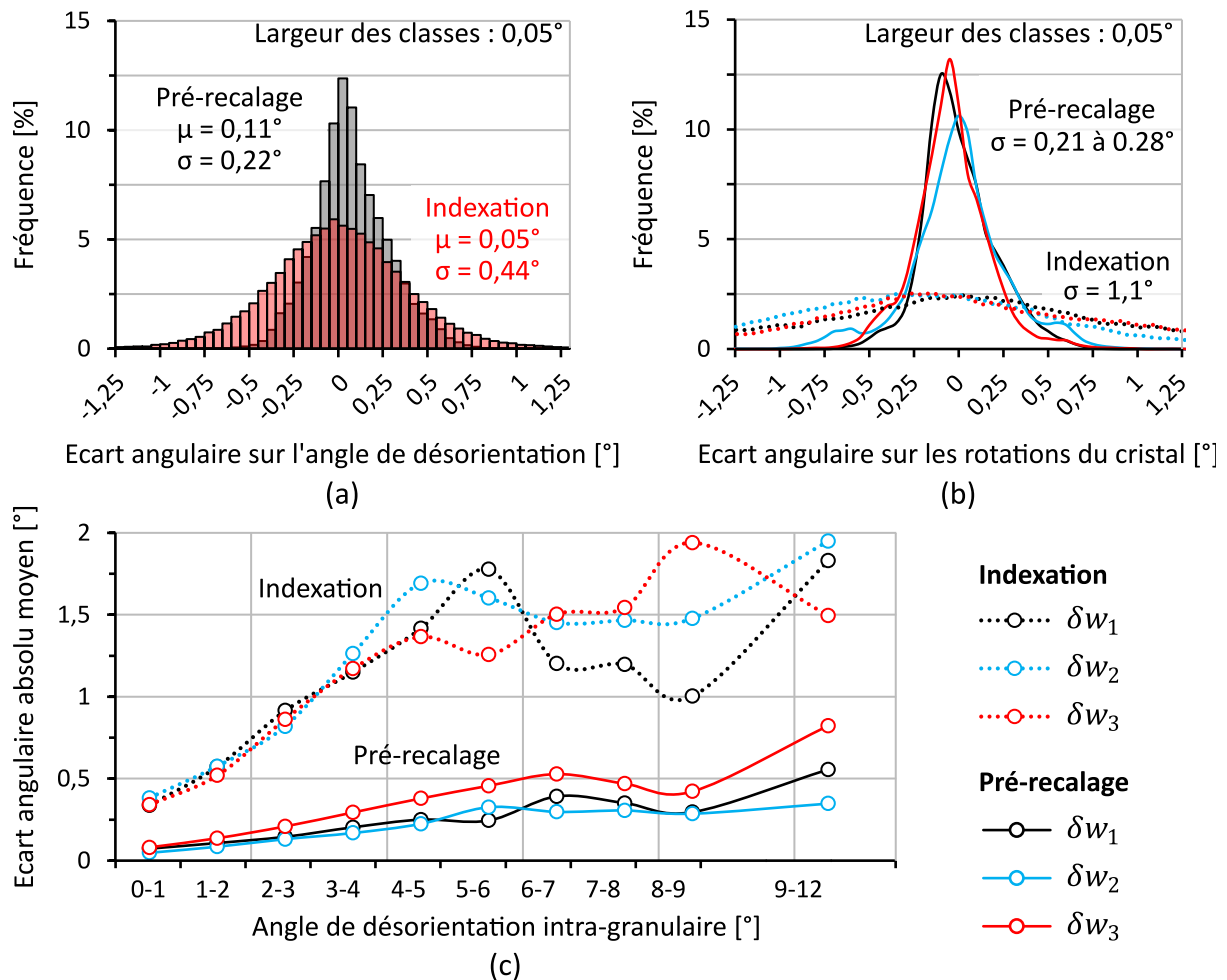 Largeur des classes : 0,05°
Pré-recalage
μ = 0,11°
σ = 0,22°
Indexation
μ = 0,05°
σ = 0,44°
Fréquence [%]
15
10
5
0
-1,25
-1
-0,75
-0,5
-0,25
0
0,25
0,5
0,75
1
1,25
Ecart angulaire sur l'angle de désorientation [°]
(a)
Largeur des classes : 0,05°
Pré-recalage
σ = 0,21 à 0.28°
Indexation
σ = 1,1°
Fréquence [%]
15
10
5
0
-1,25
-1
-0,75
-0,5
-0,25
0
0,25
0,5
0,75
1
1,25
Ecart angulaire sur les rotations du cristal [°]
(b)
Ecart angulaire absolu moyen [°]
2
1,5
1
0,5
0
Indexation
Pré-recalage
0-1
1-2
2-3
3-4
4-5
5-6
6-7
7-8
8-9
9-12
Angle de désorientation intra-granulaire [°]
(c)
Indexation
δw₁
δw₂
δw₃
Pré-recalage
δw₁
δw₂
δw₃